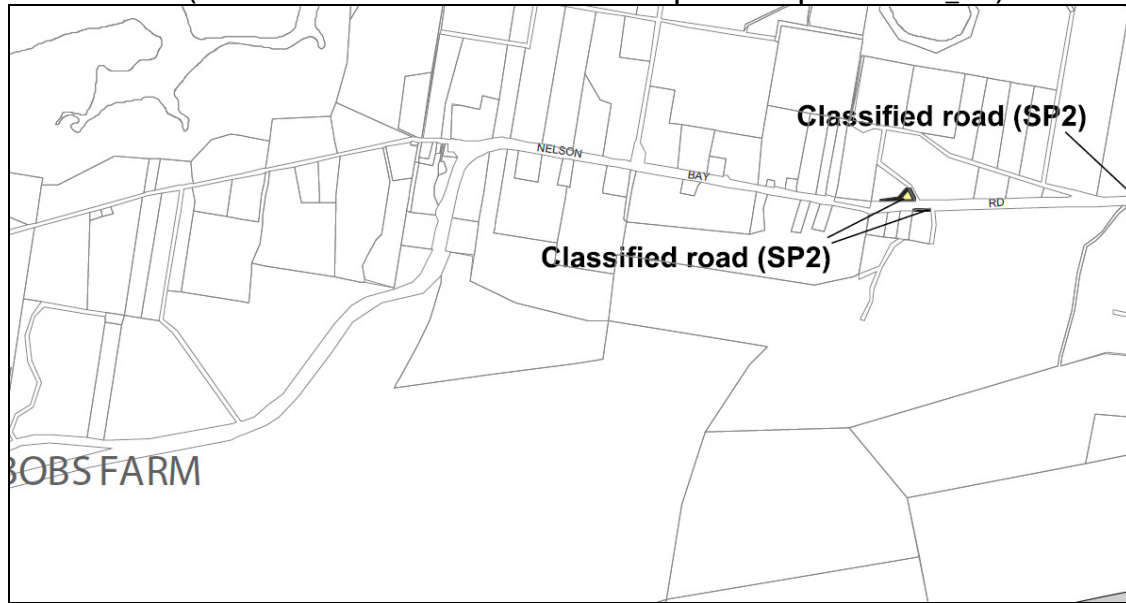 Classified road (SP2)
NELSON
BAY
RD
Classified road (SP2)
BOBS FARM